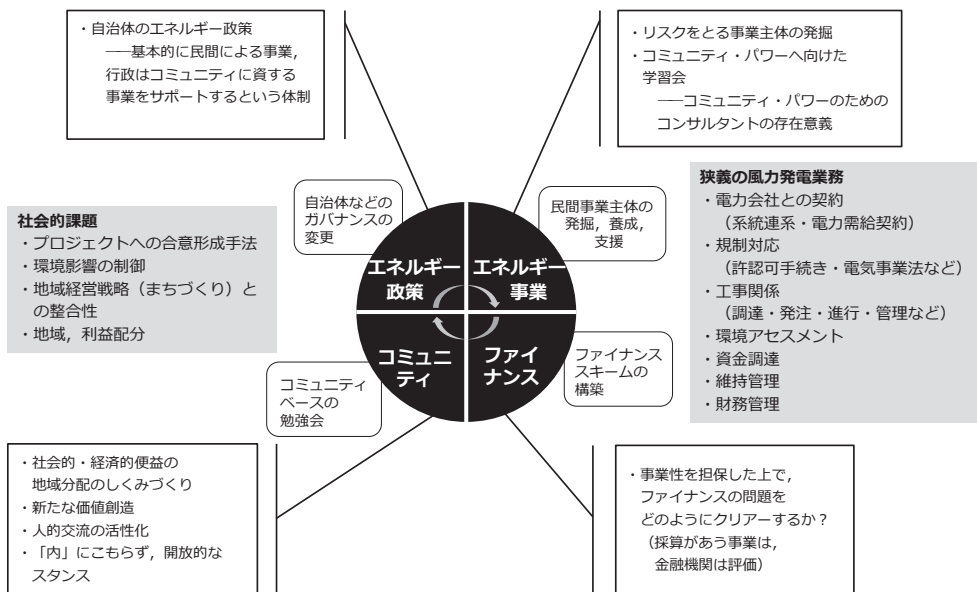 ・自治体のエネルギー政策
――基本的に民間による事業，
行政はコミュニティに資する
事業をサポートするという体制
・リスクをとる事業主体の発掘
・コミュニティ・パワーへ向けた
学習会
――コミュニティ・パワーのための
コンサルタントの存在意義
自治体などの
ガバナンスの
変更
民間事業主体の
発掘，養成，
支援
社会的課題
・プロジェクトへの合意形成手法
・環境影響の制御
・地域経営戦略（まちづくり）と
の整合性
・地域，利益配分
エネルギー
政策
エネルギー
事業
コミュニ
ティ
ファイ
ナンス
狭義の風力発電業務
・電力会社との契約
（系統連系・電力需給契約）
・規制対応
（許認可手続き・電気事業法など）
・工事関係
（調達・発注・進行・管理など）
・環境アセスメント
・資金調達
・維持管理
・財務管理
コミュニティ
ベースの
勉強会
ファイナンス
スキームの
構築
・社会的・経済的便益の
地域分配のしくみづくり
・新たな価値創造
・人的交流の活性化
・「内」にこもらず，開放的な
スタンス
・事業性を担保した上で，
ファイナンスの問題を
どのようにクリアーするか？
（採算があう事業は，
金融機関は評価）